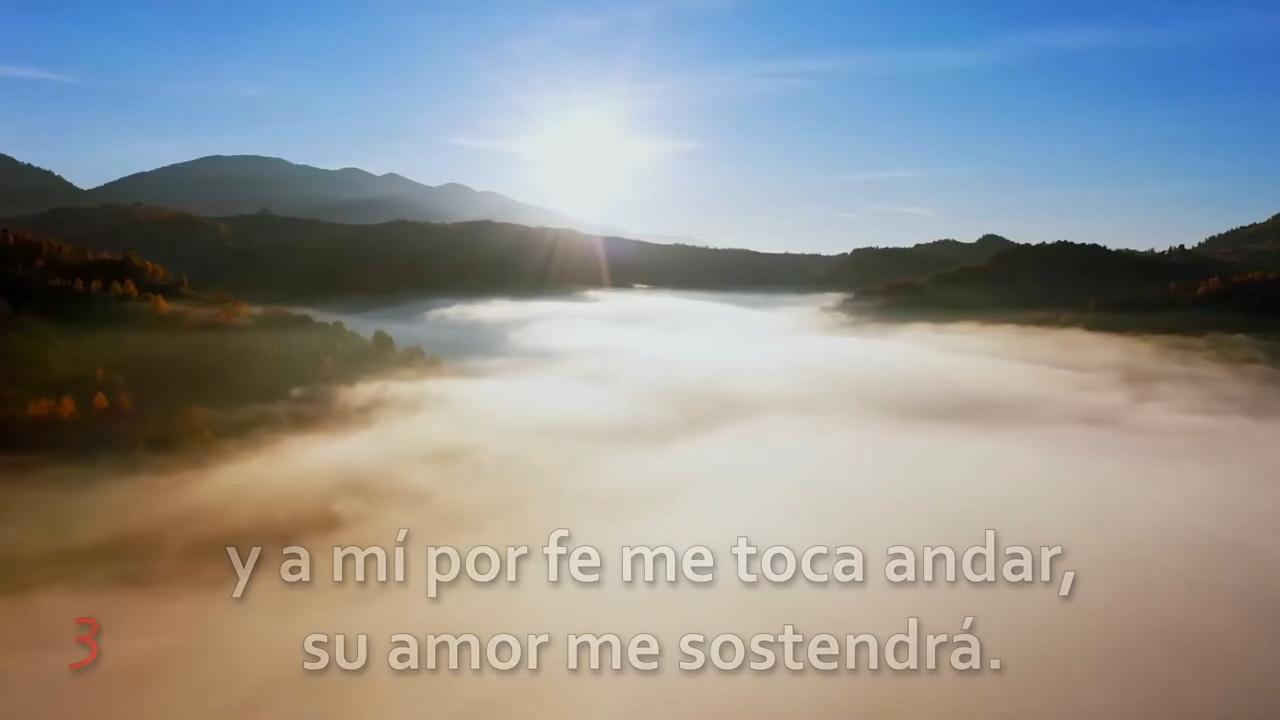 y a mí por fe me toca andar,
3
su amor me sostendrá.